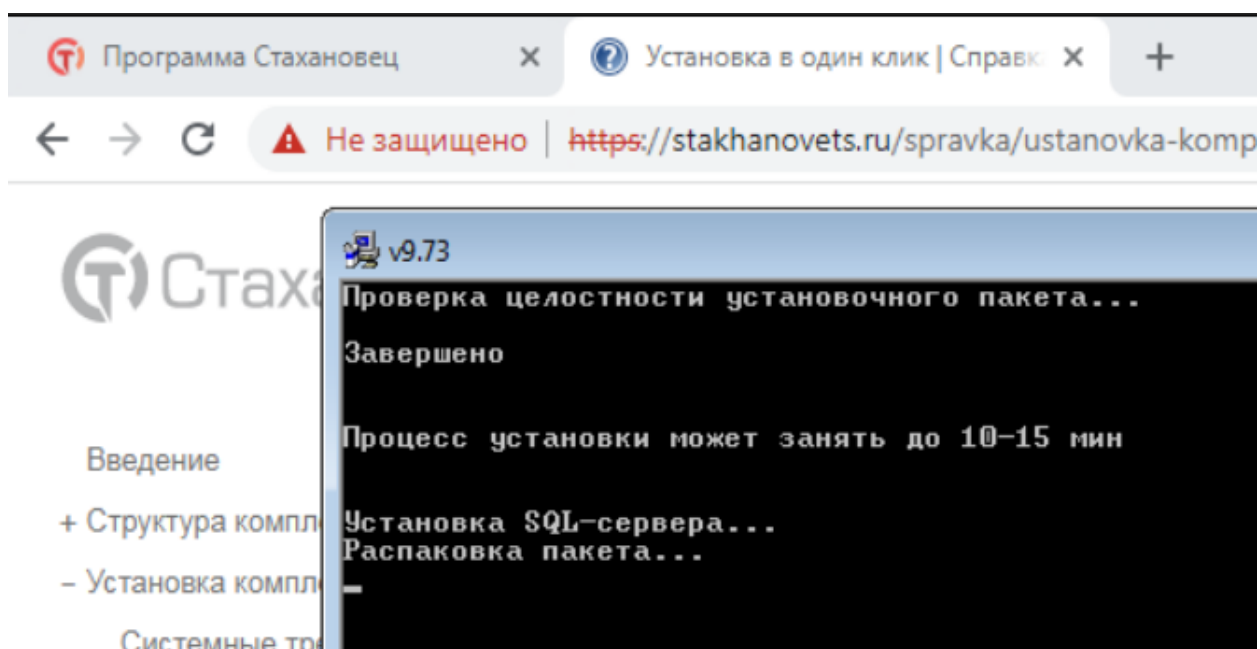 Программа Стахановец
Установка в один клик | Справк
Не защищено | https://stakhanovets.ru/spravka/ustanovka-komp
Стаха
v9.73
Проверка целостности установочного пакета...
Завершено
Процесс установки может занять до 10-15 мин
Введение
+ Структура компл
Установка SQL-сервера...
Распаковка пакета...
– Установка компл
Системные тре